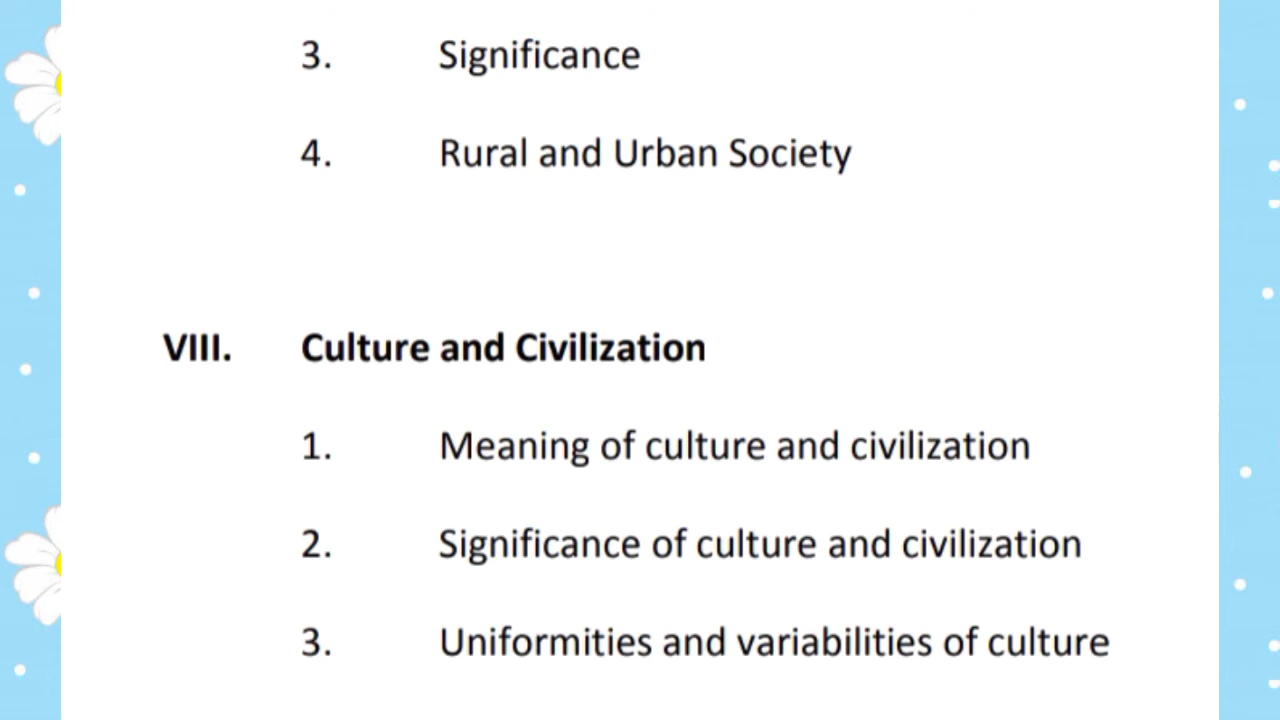 3. Significance
4. Rural and Urban Society
VIII. Culture and Civilization
1. Meaning of culture and civilization
2. Significance of culture and civilization
3. Uniformities and variabilities of culture